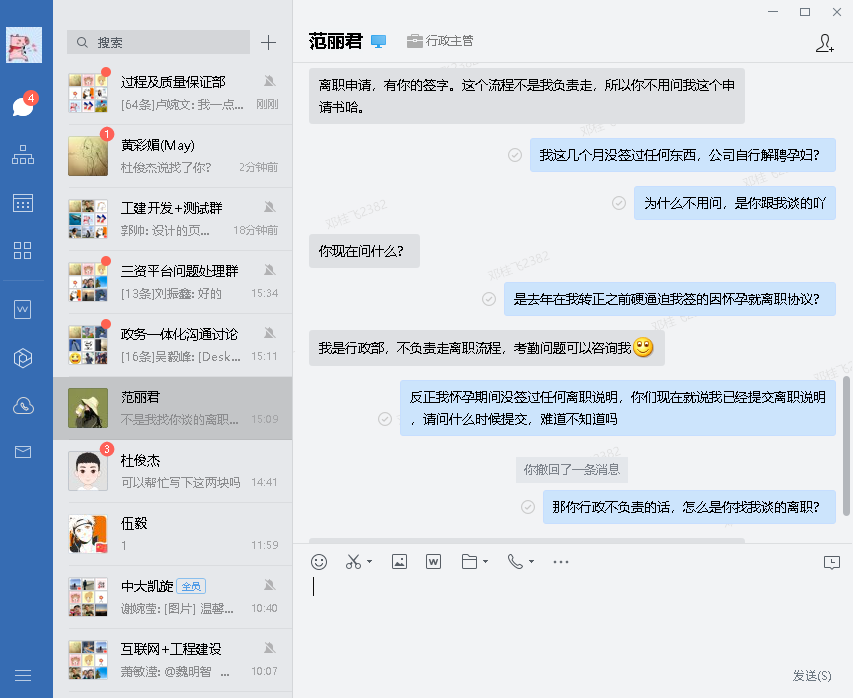 4
搜索
过程及质量保证部
[64条]卢婉文: 我一点... 刚刚
1
黄彩媚(May)
杜俊杰说找了你? 2分钟前
工建开发+测试群
郭帅: 设计的页... 18分钟前
三资平台问题处理群
[13条]刘振鑫: 好的 15:34
政务一体化沟通讨论
[16条]吴毅峰: [Desk... 15:11
范丽君
不是我找你谈的离职... 15:09
3
杜俊杰
可以帮忙写下这两块吗 14:41
伍毅
1 11:59
中大凯旋 全员
谢婉莹: [图片] 温馨... 10:40
互联网+工程建设
萧敏滢: @魏明智 ... 10:07
范丽君 行政主管
离职申请，有你的签字。这个流程不是我负责走，所以你不用问我这个申
请书哈。
我这几个月没签过任何东西，公司自行解聘孕妇?
为什么不用问，是你跟我谈的吖
邓桂飞2382
你现在问什么?
邓桂飞2382
是去年在我转正之前硬逼迫我签的因怀孕就离职协议?
我是行政部，不负责走离职流程，考勤问题可以咨询我
反正我怀孕期间没签过任何离职说明，你们现在就说我已经提交离职说明
，请问什么时候提交，难道不知道吗
你撤回了一条消息
那你行政不负责的话，怎么是你找我谈的离职?
发送(S)